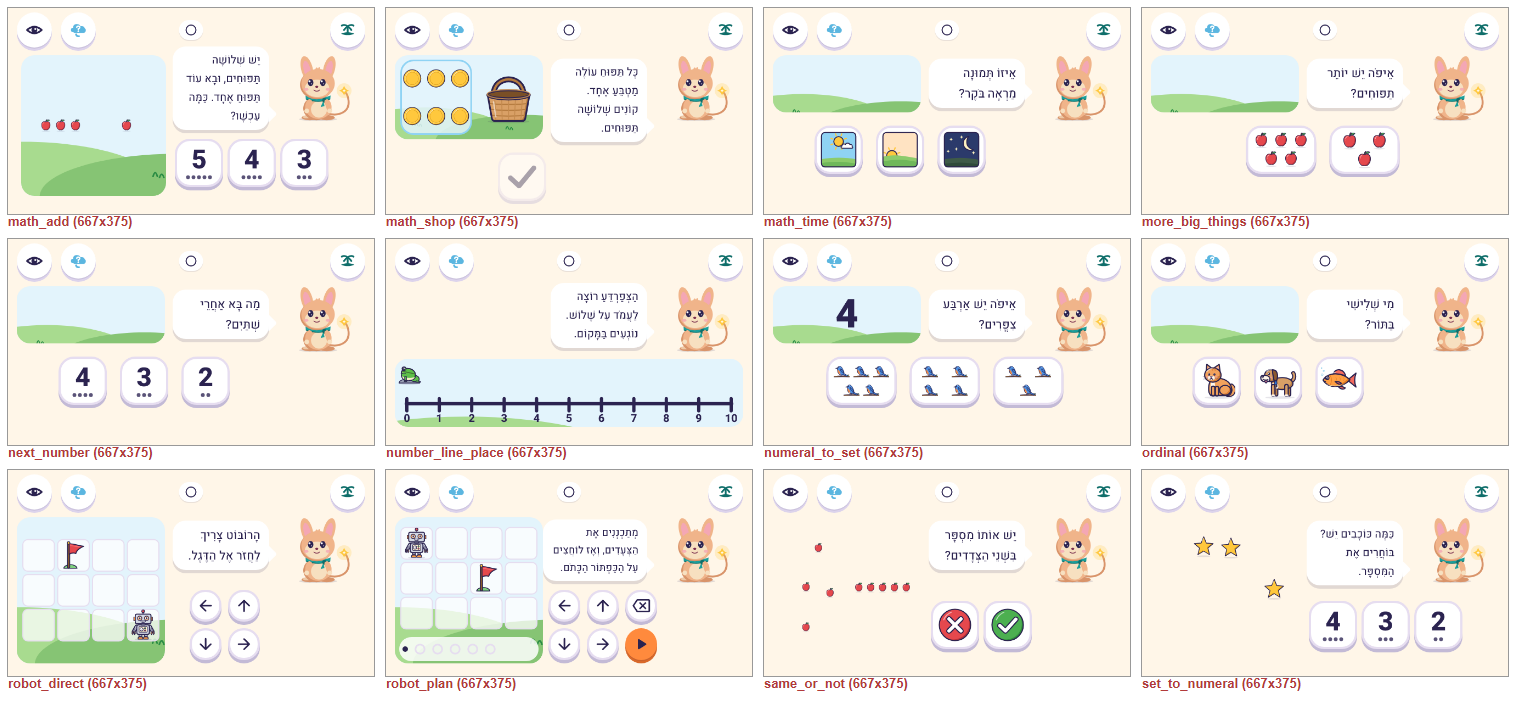 יֵשׁ שְׁלוֹשָׁה
תַּפּוּחִים, וּבָא עוֹד
תַּפּוּחַ אֶחָד. כַּמָּה
עַכְשָׁו?
5 4 3
math_add (667x375)
כָּל תַּפּוּחַ עוֹלֶה
מַטְבֵּעַ אֶחָד.
קוֹנִים שְׁלוֹשָׁה
תַּפּוּחִים.
math_shop (667x375)
אֵיזוֹ תְּמוּנָה
מַרְאָה בֹּקֶר?
math_time (667x375)
אֵיפֹה יֵשׁ יוֹתֵר
תַּפּוּחִים?
more_big_things (667x375)
מַה בָּא אַחֲרֵי
שְׁתַּיִם?
4 3 2
next_number (667x375)
הַצְּפַרְדֵּעַ רוֹצָה
לַעֲמֹד עַל שָׁלוֹשׁ.
נוֹגְעִים בַּמָּקוֹם.
0 1 2 3 4 5 6 7 8 9 10
number_line_place (667x375)
אֵיפֹה יֵשׁ אַרְבַּע
צִפֳּרִים?
4
numeral_to_set (667x375)
מִי שְׁלִישִׁי
בַּתּוֹר?
ordinal (667x375)
הָרוֹבּוֹט צָרִיךְ
לַחְזֹר אֶל הַדֶּגֶל.
robot_direct (667x375)
מְתַכְנְנִים אֶת
הַצְּעָדִים, וְאָז לוֹחֲצִים
עַל הַכַּפְתּוֹר הַכָּתֹם.
robot_plan (667x375)
יֵשׁ אוֹתוֹ מִסְפָּר
בִּשְׁנֵי הַצְּדָדִים?
same_or_not (667x375)
כַּמָּה כּוֹכָבִים יֵשׁ?
בּוֹחֲרִים אֶת
הַמִּסְפָּר.
4 3 2
set_to_numeral (667x375)